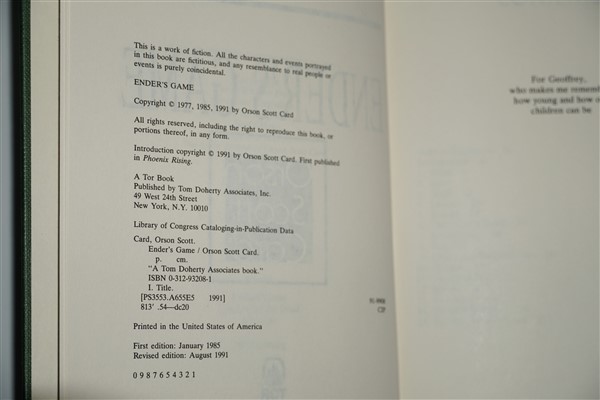 This is a work of fiction. All the characters and events portrayed
in this book are fictitious, and any resemblance to real people or
events is purely coincidental.
ENDER'S GAME
Copyright © 1977, 1985, 1991 by Orson Scott Card
All rights reserved, including the right to reproduce this book, or
portions thereof, in any form.
Introduction copyright © 1991 by Orson Scott Card. First published
in Phoenix Rising.
A Tor Book
Published by Tom Doherty Associates, Inc.
49 West 24th Street
New York, N.Y. 10010
Library of Congress Cataloging-in-Publication Data
Card, Orson Scott.
Ender's Game / Orson Scott Card.
p. cm.
"A Tom Doherty Associates book."
ISBN 0-312-93208-1
I. Title.
[PS3553.A655E5 1991]
813' .54—dc20
CIP
Printed in the United States of America
First edition: January 1985
Revised edition: August 1991
0 9 8 7 6 5 4 3 2 1
For Geoffrey,
who makes me rememb
how young and how o
children can be